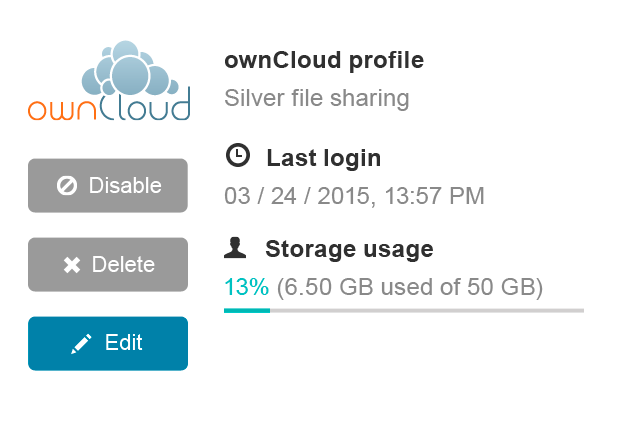 ownCloud
Disable
Delete
Edit
ownCloud profile
Silver file sharing
Last login
03 / 24 / 2015, 13:57 PM
Storage usage
13% (6.50 GB used of 50 GB)